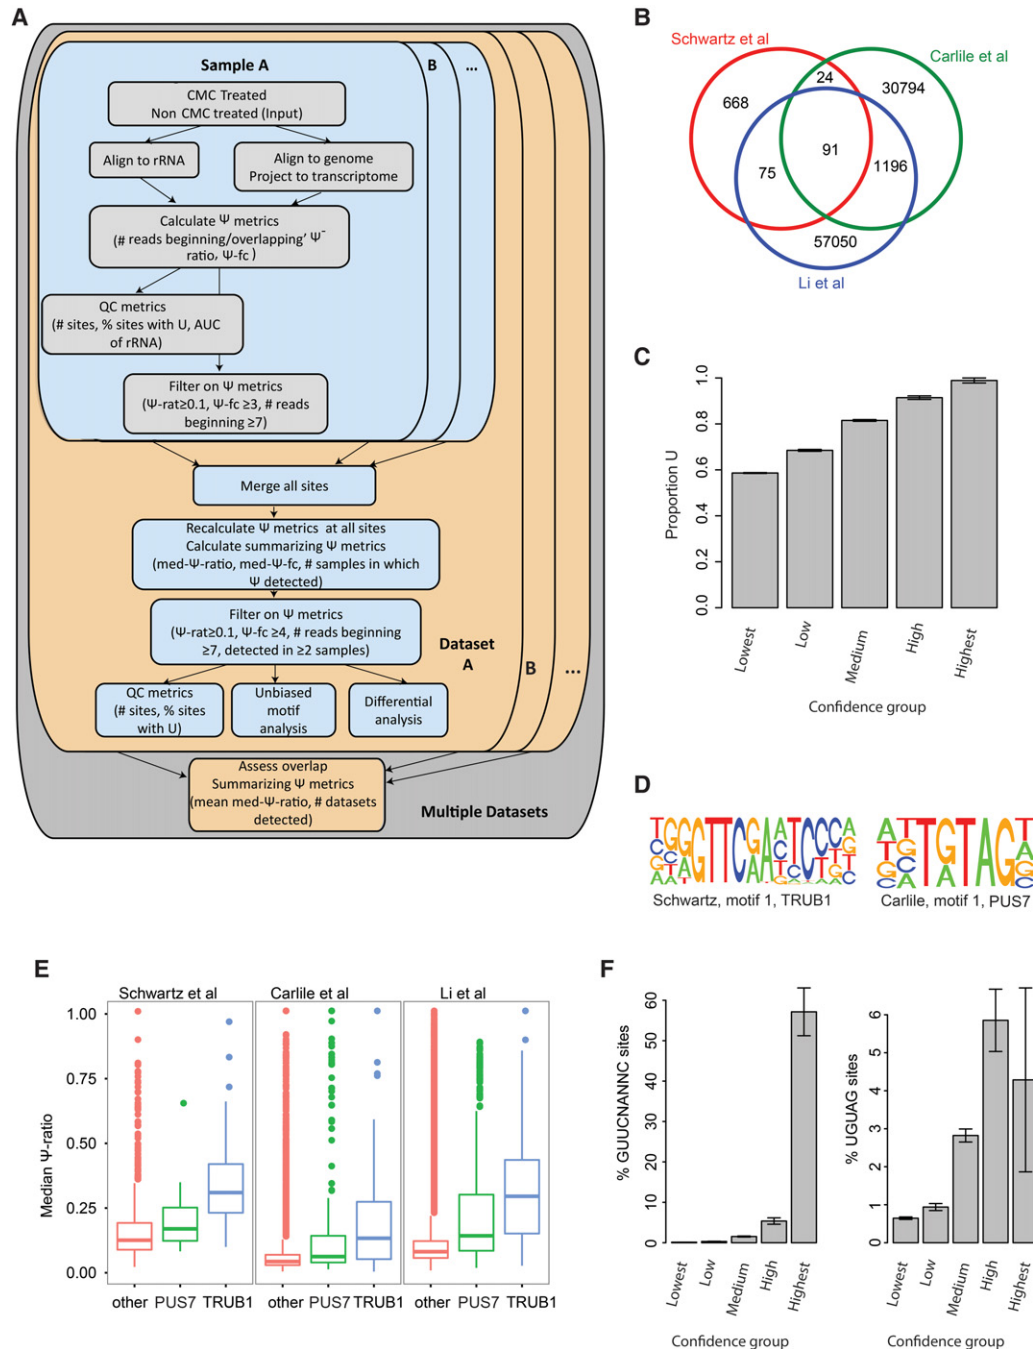 A
Sample A
B
...
CMC Treated
Non CMC treated (Input)
Align to rRNA
Align to genome
Project to transcriptome
Calculate Ψ metrics
(# reads beginning/overlapping’ Ψ-
ratio, Ψ-fc )
QC metrics
(# sites, % sites with U, AUC
of rRNA)
Filter on Ψ metrics
(Ψ-rat≥0.1, Ψ-fc ≥3, # reads
beginning ≥7)
Merge all sites
Recalculate Ψ metrics at all sites
Calculate summarizing Ψ metrics
(med-Ψ-ratio, med-Ψ-fc, # samples in which
Ψ detected)
Filter on Ψ metrics
(Ψ-rat≥0.1, Ψ-fc ≥4, # reads beginning
≥7, detected in ≥2 samples)
Dataset
A
B
...
QC metrics
(# sites, % sites
with U)
Unbiased
motif
analysis
Differential
analysis
Assess overlap
Summarizing Ψ metrics
(mean med-Ψ-ratio, # datasets
detected)
Multiple Datasets
B
Schwartz et al
Carlile et al
24
668
30794
91
75
1196
57050
Li et al
C
Proportion U
1.0
0.8
0.6
0.4
0.2
0.0
Lowest
Low
Medium
High
Highest
Confidence group
D
Schwartz, motif 1, TRUB1
Carlile, motif 1, PUS7
E
Schwartz et al
Carlile et al
Li et al
Median Ψ-ratio
1.00
0.75
0.50
0.25
0.00
other PUS7 TRUB1
other PUS7 TRUB1
other PUS7 TRUB1
F
% GUUCNANNC sites
60
50
40
30
20
10
0
Lowest
Low
Medium
High
Highest
Confidence group
% UGUAG sites
6
5
4
3
2
1
0
Lowest
Low
Medium
High
Highest
Confidence group